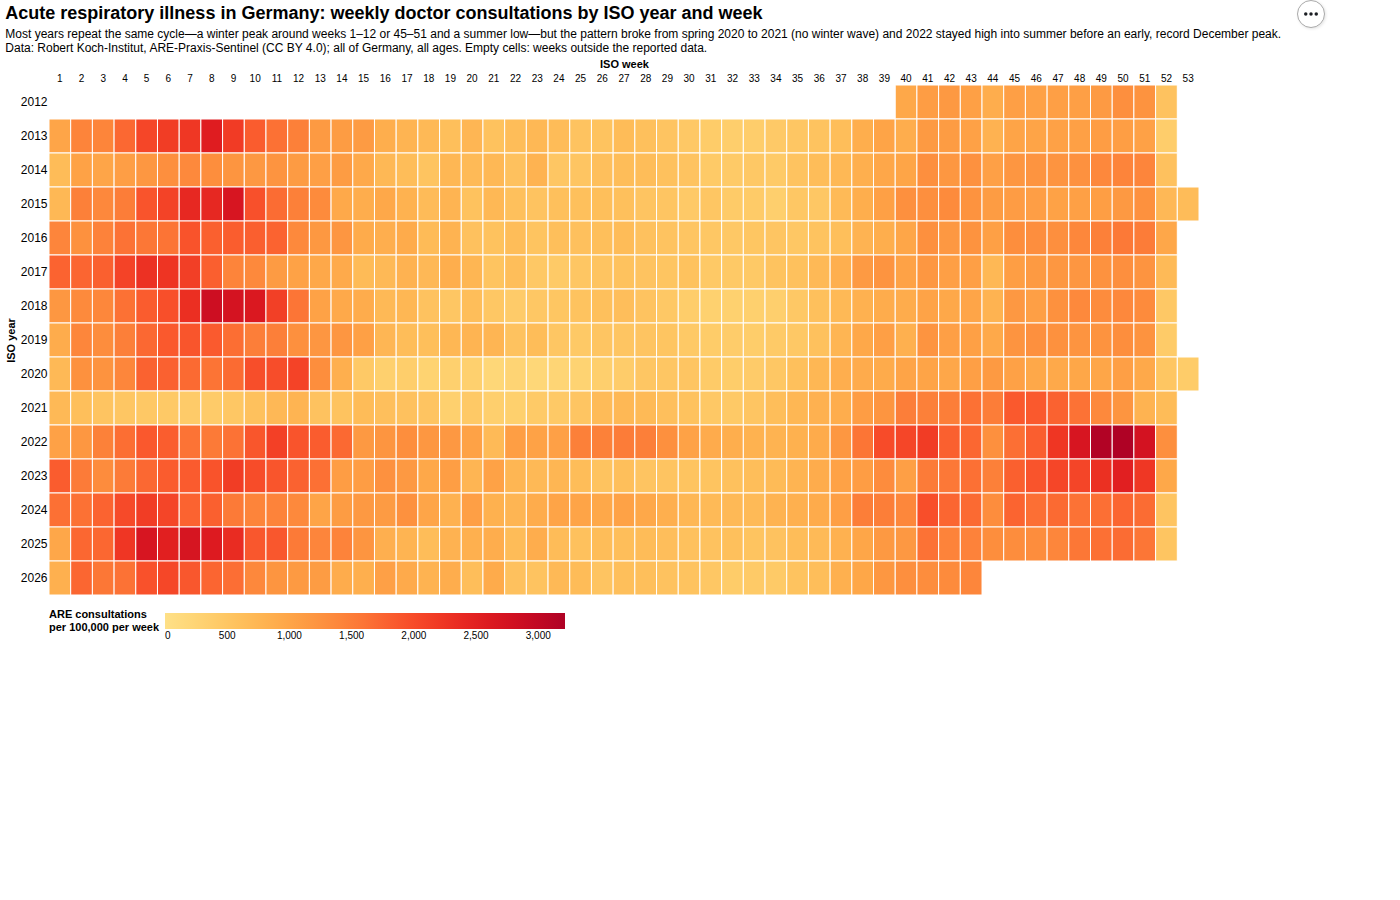 Acute respiratory illness in Germany: weekly doctor consultations by ISO year and week
Most years repeat the same cycle—a winter peak around weeks 1–12 or 45–51 and a summer low—but the pattern broke from spring 2020 to 2021 (no winter wave) and 2022 stayed high into summer before an early, record December peak.
Data: Robert Koch-Institut, ARE-Praxis-Sentinel (CC BY 4.0); all of Germany, all ages. Empty cells: weeks outside the reported data.
ISO week
1 2 3 4 5 6 7 8 9 10 11 12 13 14 15 16 17 18 19 20 21 22 23 24 25 26 27 28 29 30 31 32 33 34 35 36 37 38 39 40 41 42 43 44 45 46 47 48 49 50 51 52 53
ISO year
2012
2013
2014
2015
2016
2017
2018
2019
2020
2021
2022
2023
2024
2025
2026
ARE consultations
per 100,000 per week
0 500 1,000 1,500 2,000 2,500 3,000